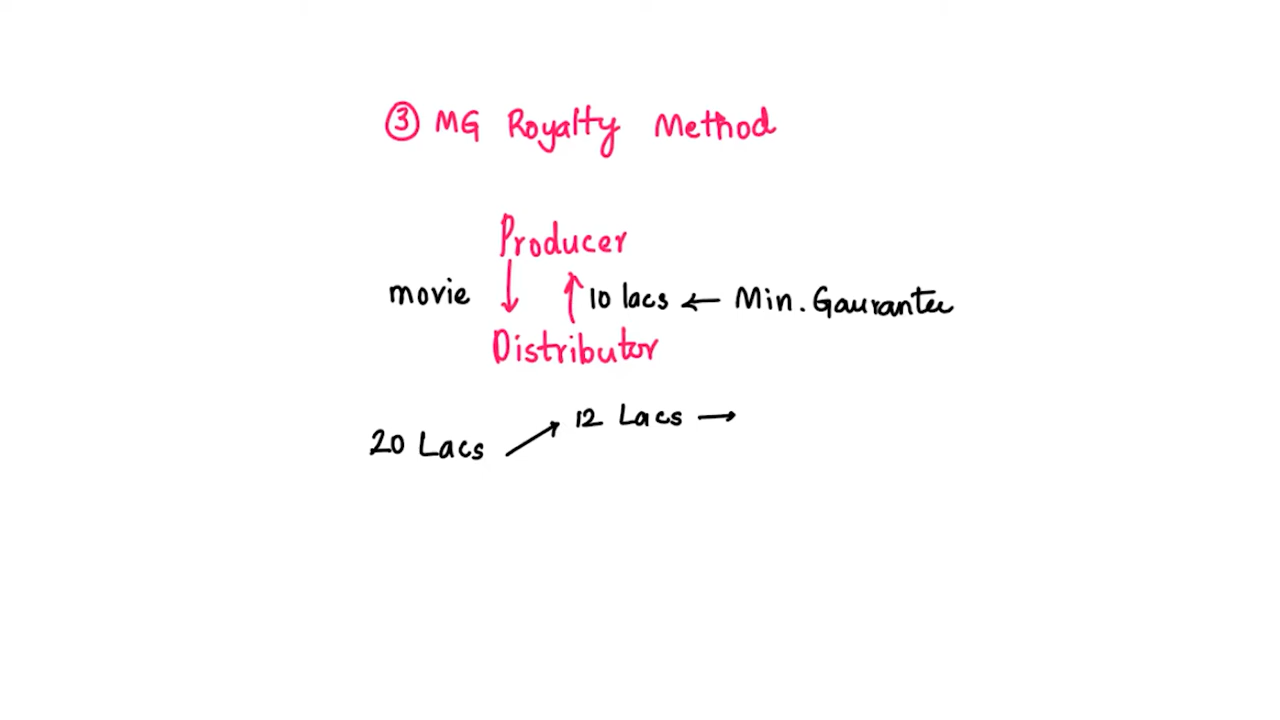 ③ MG Royalty Method
Producer
movie ↓ ↑ 10 lacs ← Min. Gaurantee
Distributor
20 Lacs → 12 Lacs →